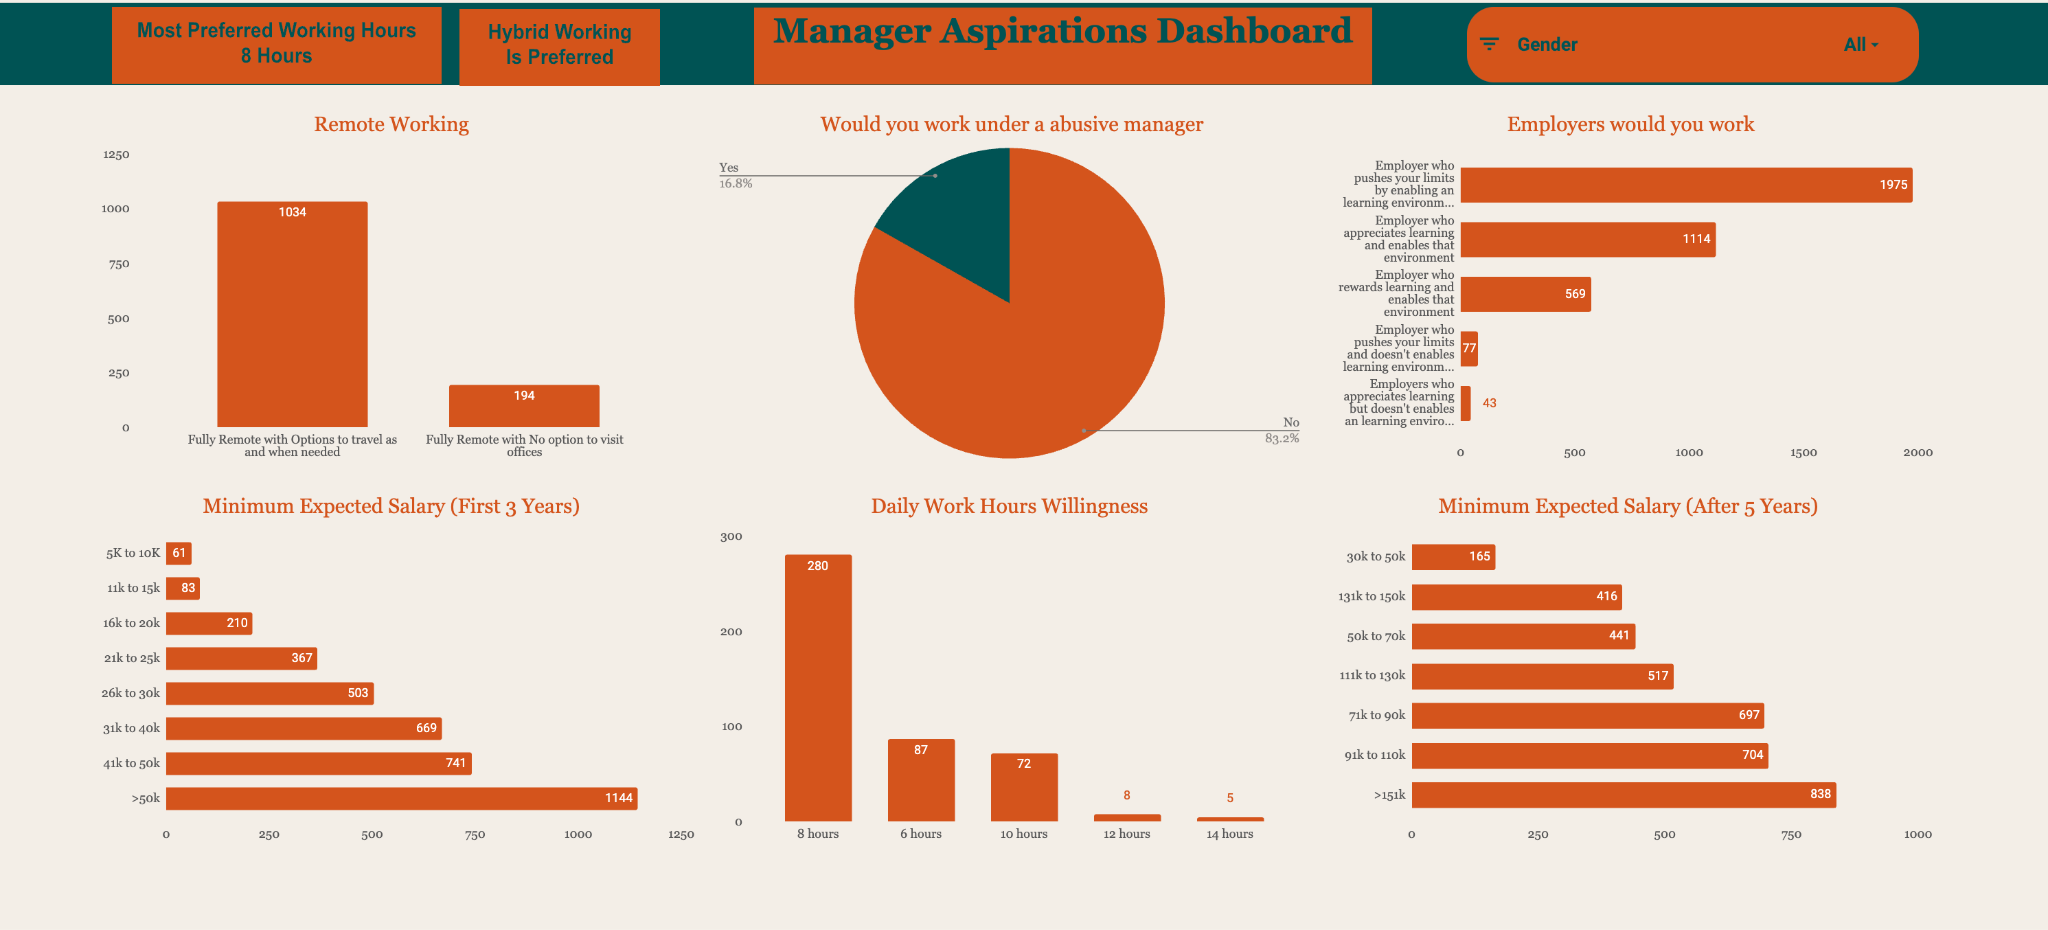 Most Preferred Working Hours
8 Hours
Hybrid Working
Is Preferred
Manager Aspirations Dashboard
Gender
All
Remote Working
1250
1000
750
500
250
0
1034
194
Fully Remote with Options to travel as
and when needed
Fully Remote with No option to visit
offices
Would you work under a abusive manager
Yes
16.8%
No
83.2%
Employers would you work
Employer who
pushes your limits
by enabling an
learning environm...
1975
Employer who
appreciates learning
and enables that
environment
1114
Employer who
rewards learning and
enables that
environment
569
Employer who
pushes your limits
and doesn't enables
learning environm...
77
Employers who
appreciates learning
but doesn't enables
an learning enviro...
43
0 500 1000 1500 2000
Minimum Expected Salary (First 3 Years)
5K to 10K 61
11k to 15k 83
16k to 20k 210
21k to 25k 367
26k to 30k 503
31k to 40k 669
41k to 50k 741
>50k 1144
0 250 500 750 1000 1250
Daily Work Hours Willingness
300
200
100
0
280
87
72
8
5
8 hours 6 hours 10 hours 12 hours 14 hours
Minimum Expected Salary (After 5 Years)
30k to 50k 165
131k to 150k 416
50k to 70k 441
111k to 130k 517
71k to 90k 697
91k to 110k 704
>151k 838
0 250 500 750 1000